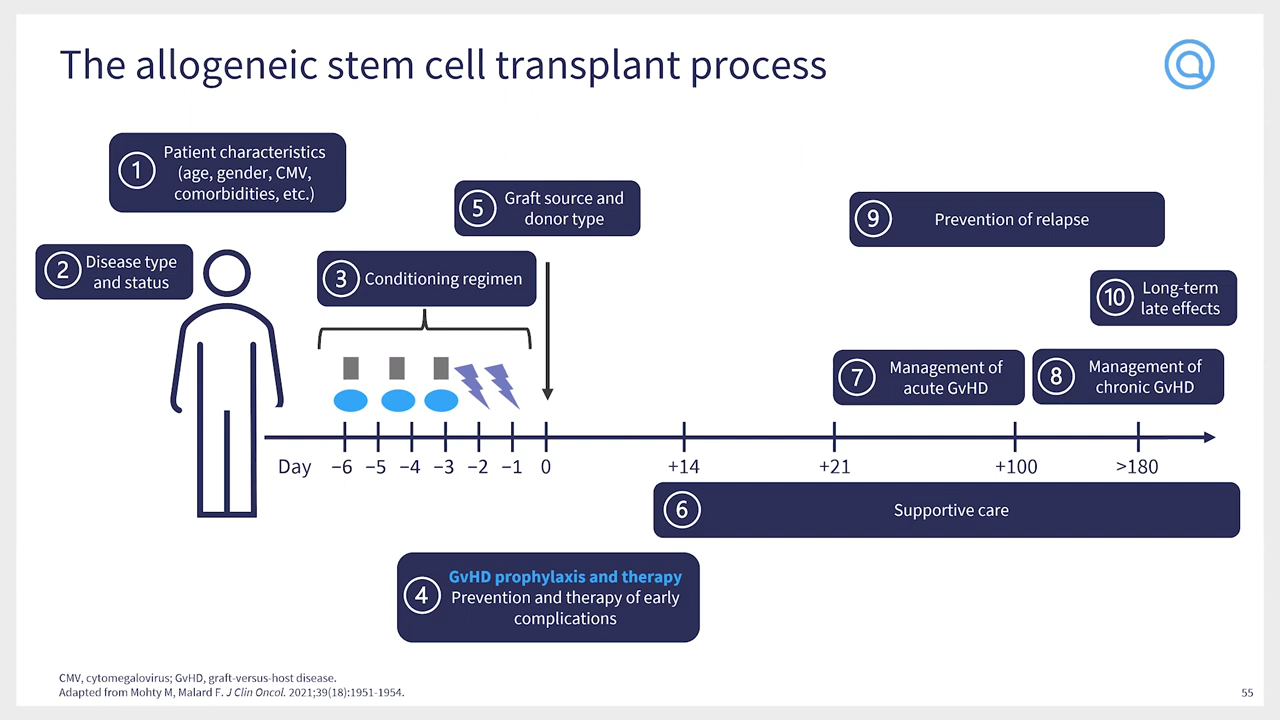 The allogeneic stem cell transplant process
1
Patient characteristics
(age, gender, CMV,
comorbidities, etc.)
2
Disease type
and status
3
Conditioning regimen
5
Graft source and
donor type
9
Prevention of relapse
10
Long-term
late effects
7
Management of
acute GvHD
8
Management of
chronic GvHD
Day −6 −5 −4 −3 −2 −1 0 +14 +21 +100 >180
6
Supportive care
4
GvHD prophylaxis and therapy
Prevention and therapy of early
complications
CMV, cytomegalovirus; GvHD, graft-versus-host disease.
Adapted from Mohty M, Malard F. J Clin Oncol. 2021;39(18):1951-1954.
55